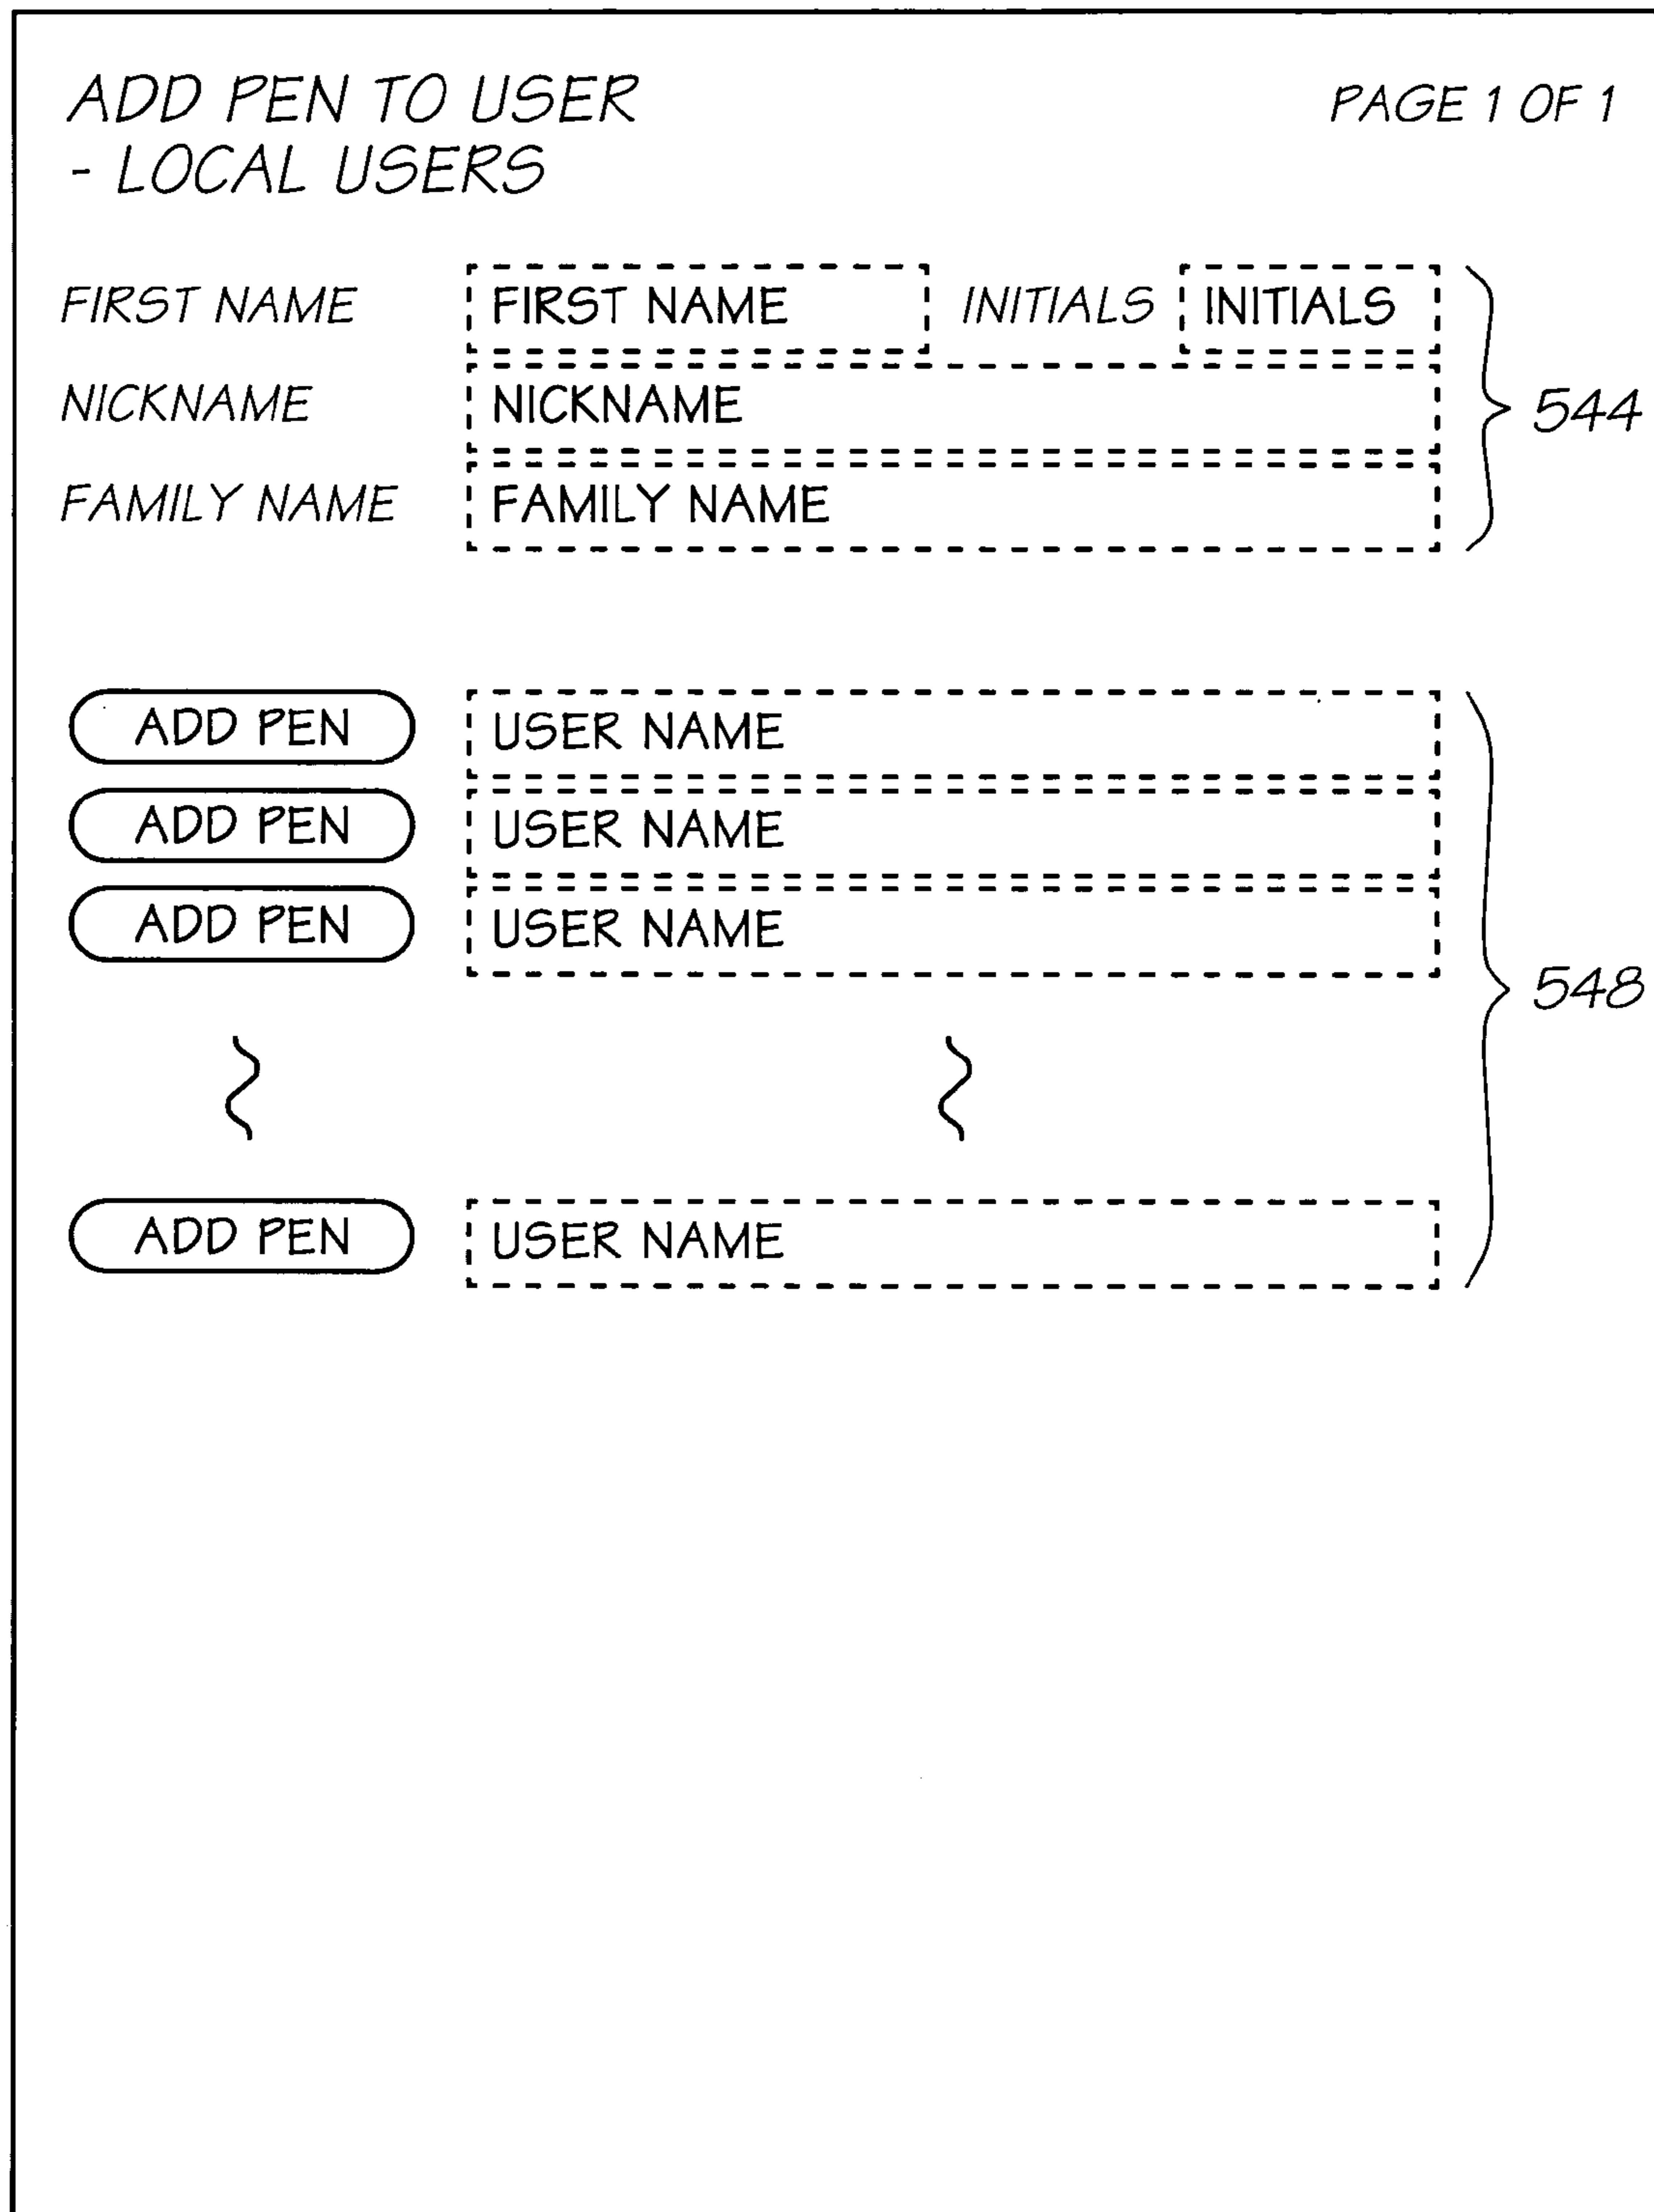 ADD PEN TO USER PAGE 1 OF 1
- LOCAL USERS
FIRST NAME FIRST NAME INITIALS INITIALS
NICKNAME NICKNAME 544
FAMILY NAME FAMILY NAME
ADD PEN USER NAME
ADD PEN USER NAME
ADD PEN USER NAME
548
ADD PEN USER NAME